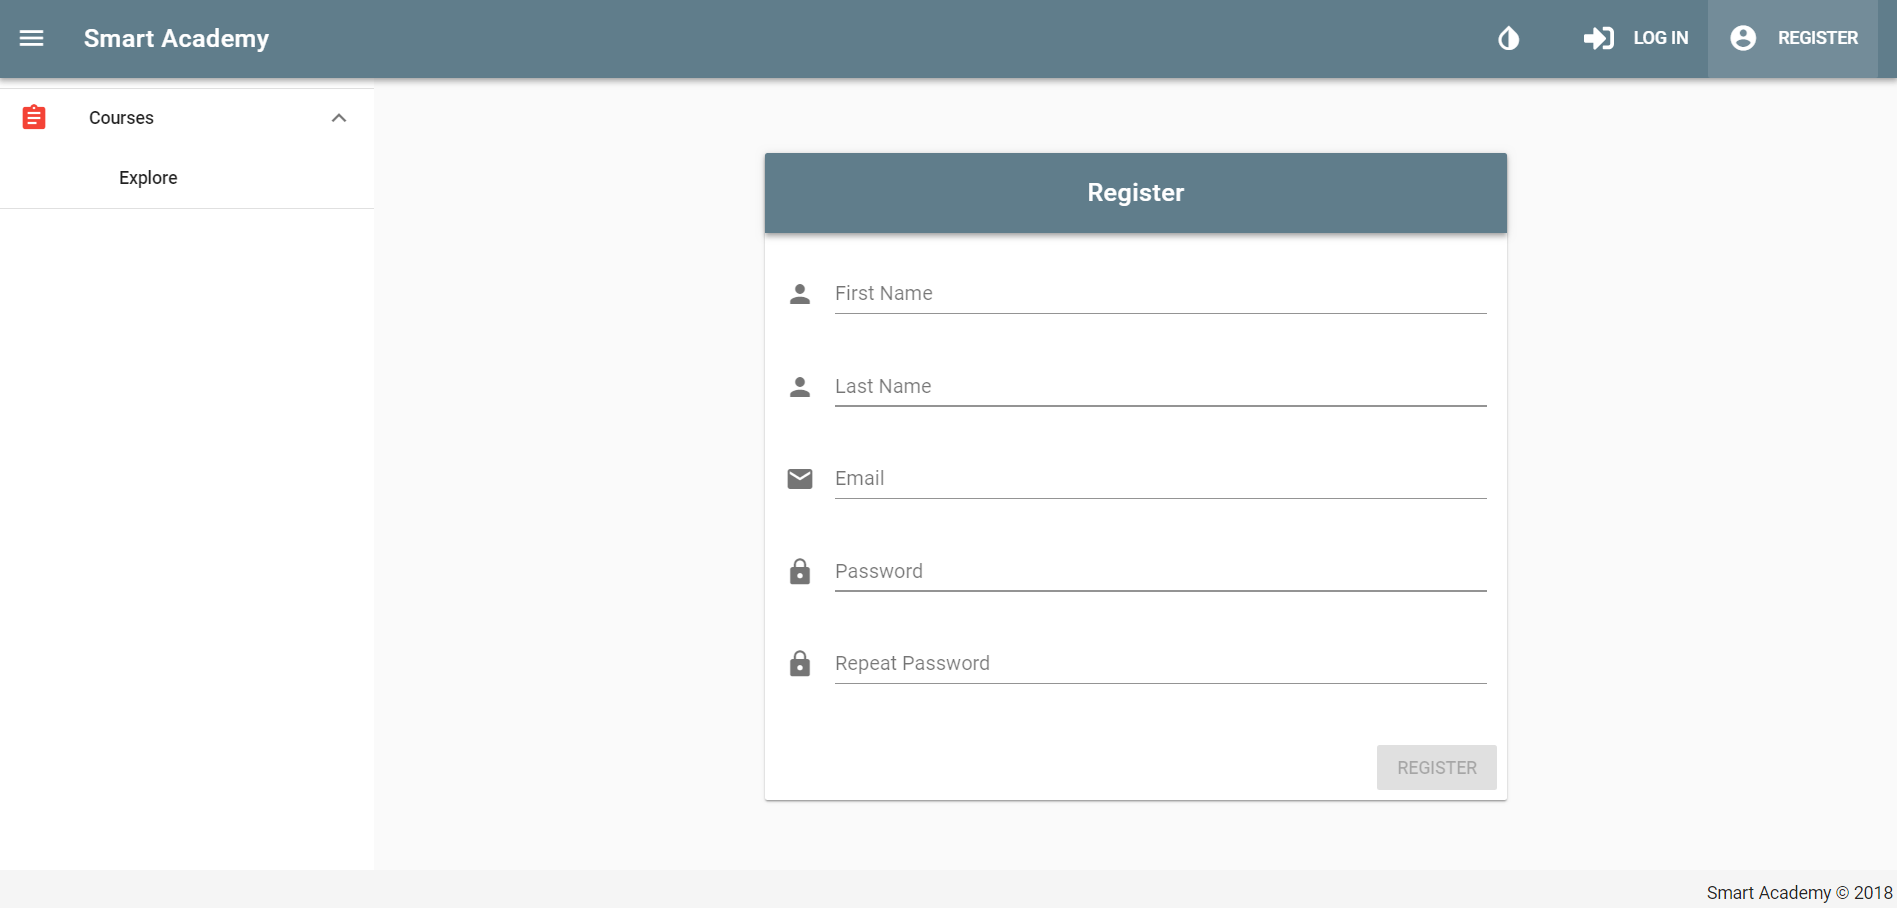 Smart Academy
LOG IN
REGISTER
Courses
Explore
Register
First Name
Last Name
Email
Password
Repeat Password
REGISTER
Smart Academy © 2018